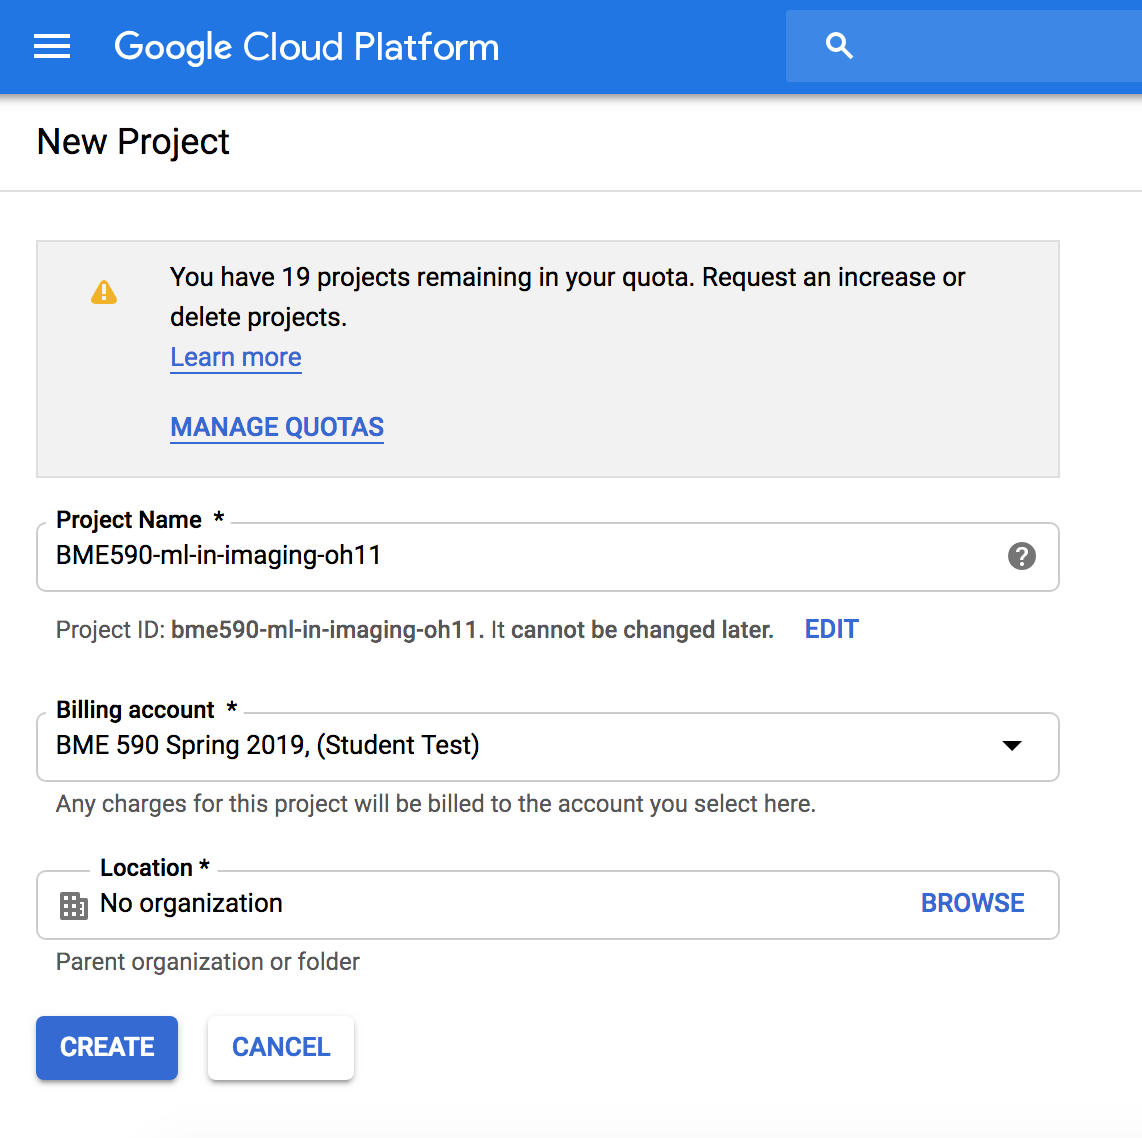 Google Cloud Platform
New Project
You have 19 projects remaining in your quota. Request an increase or
delete projects.
Learn more
MANAGE QUOTAS
Project Name *
BME590-ml-in-imaging-oh11
Project ID: bme590-ml-in-imaging-oh11. It cannot be changed later. EDIT
Billing account *
BME 590 Spring 2019, (Student Test)
Any charges for this project will be billed to the account you select here.
Location *
No organization BROWSE
Parent organization or folder
CREATE CANCEL